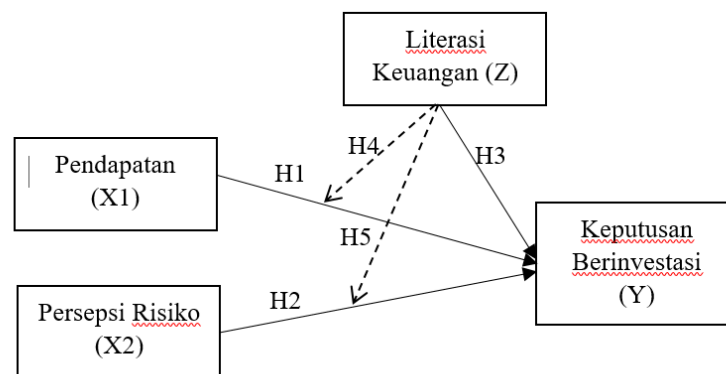 Literasi
Keuangan (Z)
H4
H3
Pendapatan
(X1)
H1
H5
Keputusan
Berinvestasi
(Y)
H2
Persepsi Risiko
(X2)